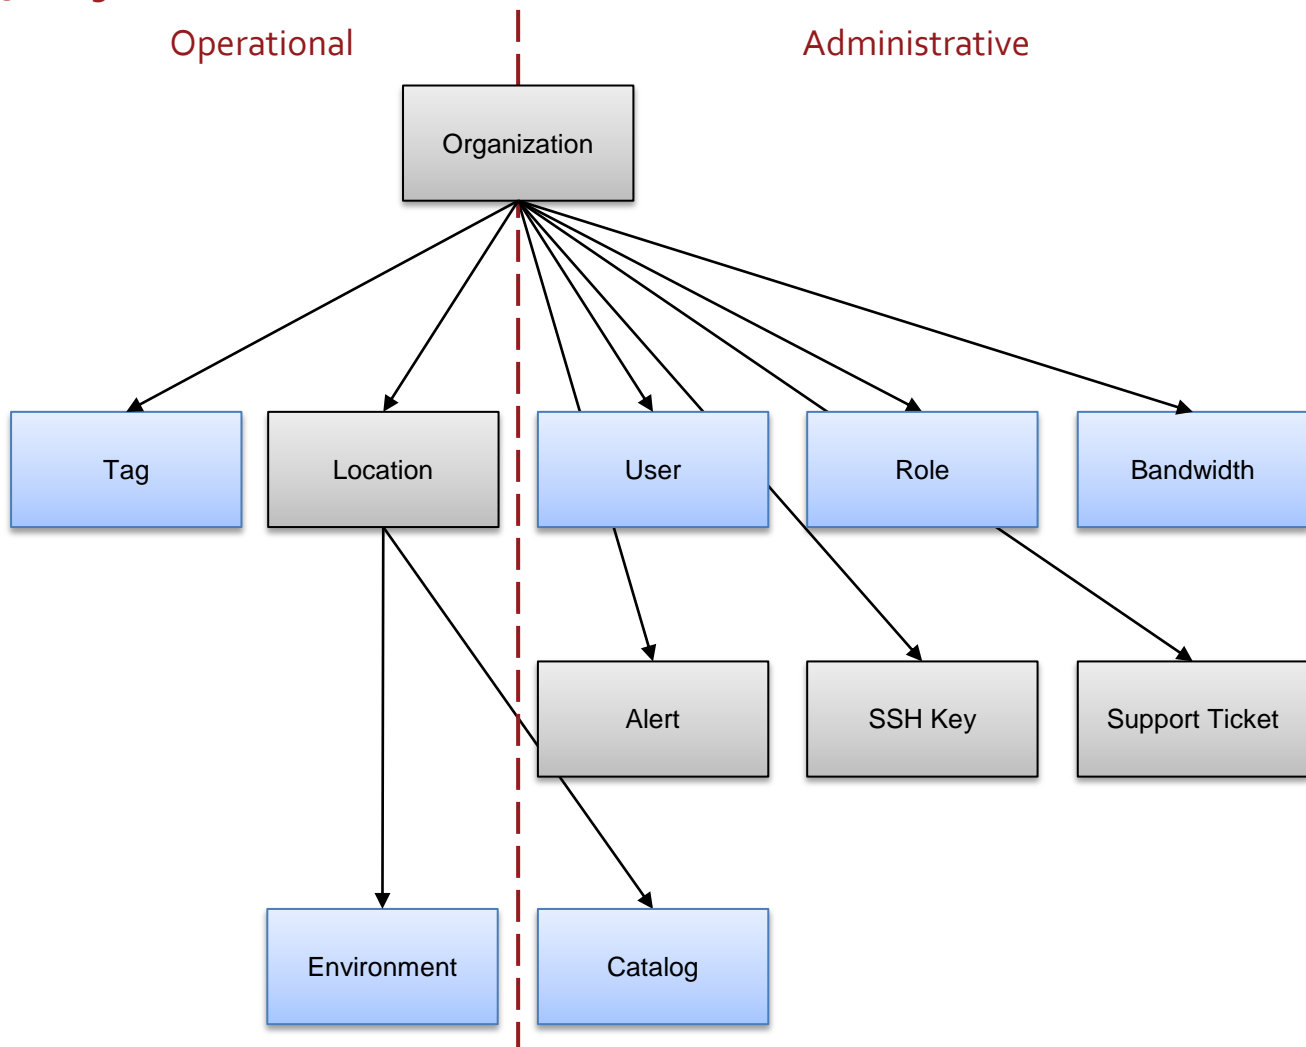 Operational
Administrative
Organization
Tag
Location
User
Role
Bandwidth
Alert
SSH Key
Support Ticket
Environment
Catalog